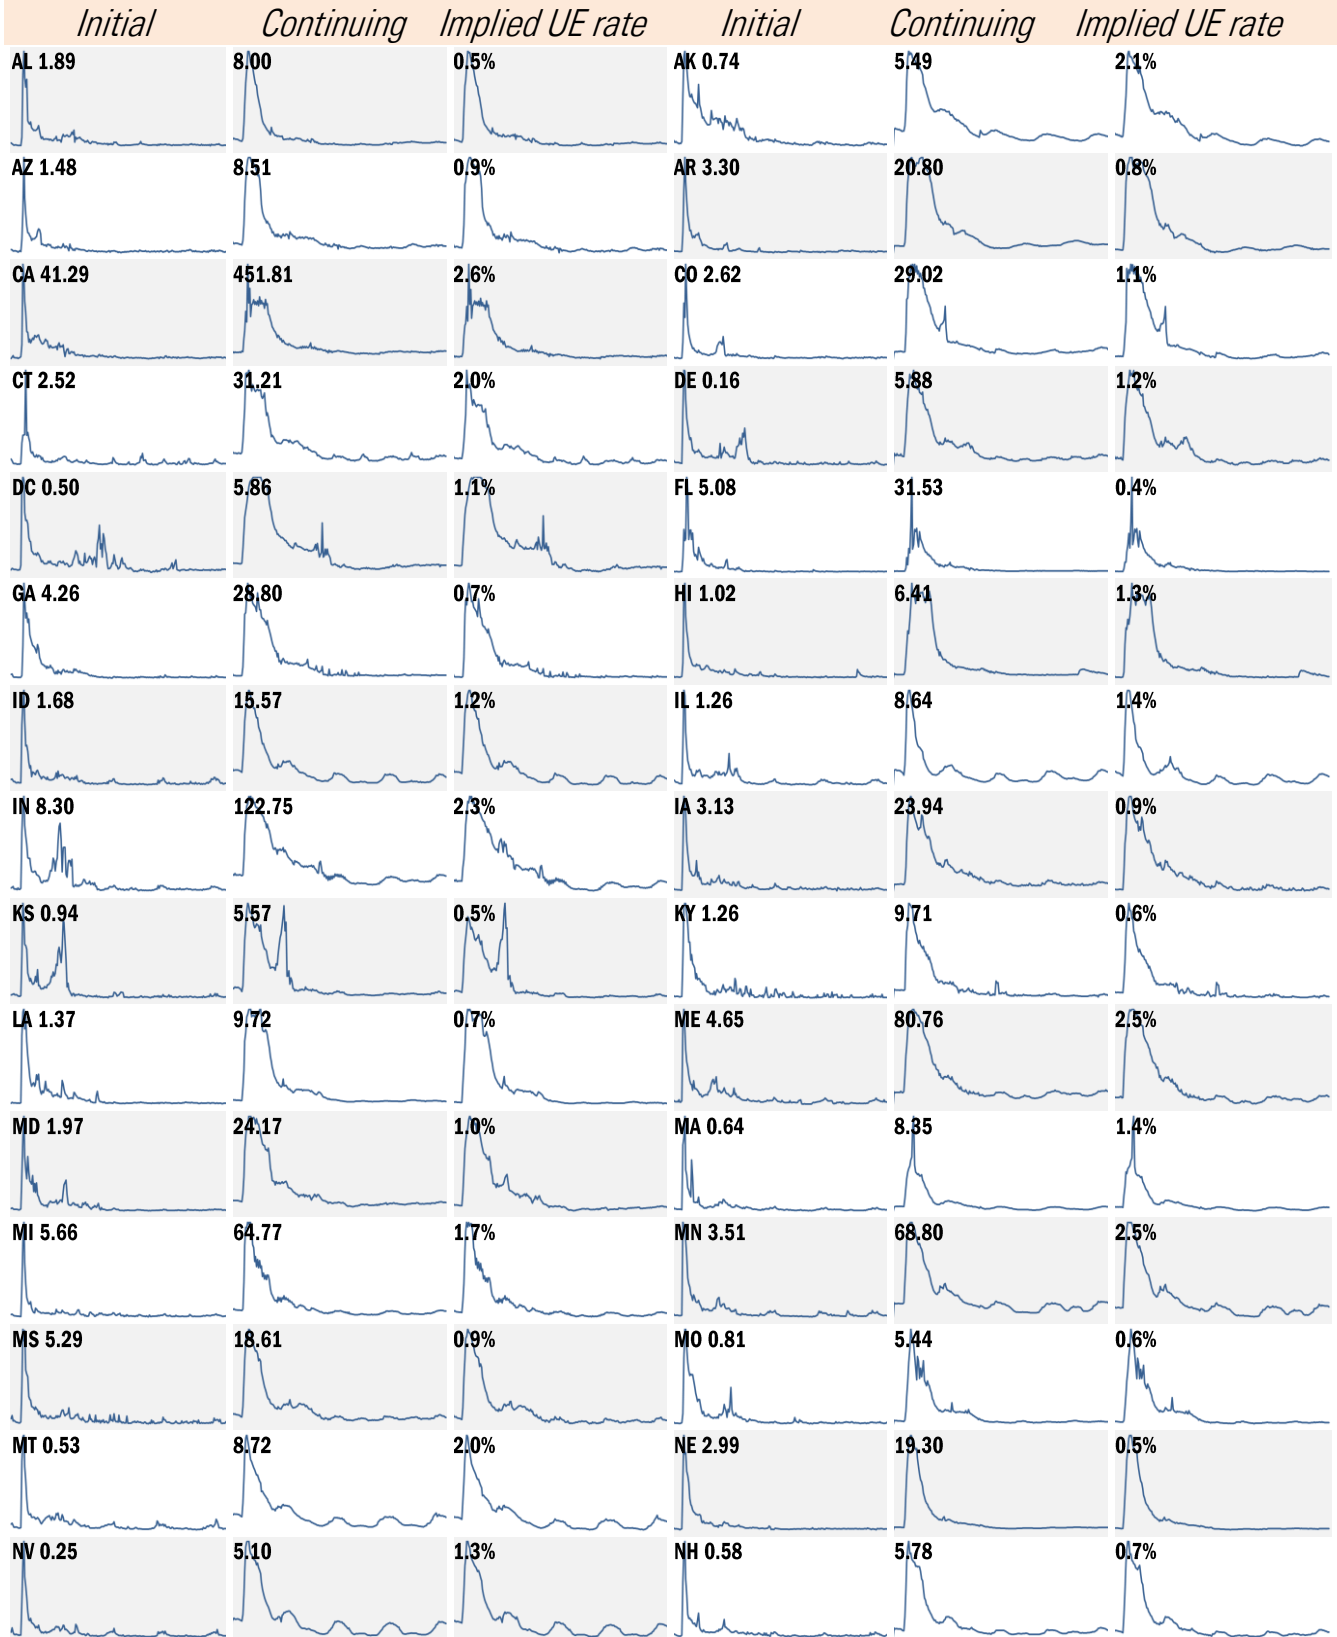 Initial Continuing Implied UE rate Initial Continuing Implied UE rate
AL 1.89 8.00 0.5% AK 0.74 5.49 2.1%
AZ 1.48 8.51 0.9% AR 3.30 20.80 0.8%
CA 41.29 451.81 2.6% CO 2.62 29.02 1.1%
CT 2.52 31.21 2.0% DE 0.16 5.88 1.2%
DC 0.50 5.86 1.1% FL 5.08 31.53 0.4%
GA 4.26 28.80 0.7% HI 1.02 6.41 1.3%
ID 1.68 15.57 1.2% IL 1.26 8.64 1.4%
IN 8.30 122.75 2.3% IA 3.13 23.94 0.9%
KS 0.94 5.57 0.5% KY 1.26 9.71 0.6%
LA 1.37 9.72 0.7% ME 4.65 80.76 2.5%
MD 1.97 24.17 1.0% MA 0.64 8.35 1.4%
MI 5.66 64.77 1.7% MN 3.51 68.80 2.5%
MS 5.29 18.61 0.9% MO 0.81 5.44 0.6%
MT 0.53 8.72 2.0% NE 2.99 19.30 0.5%
NV 0.25 5.10 1.3% NH 0.58 5.78 0.7%